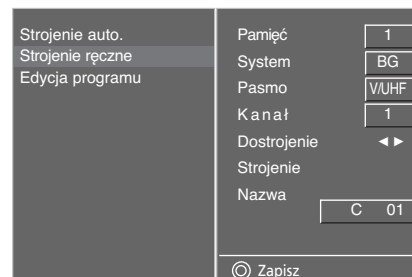 Strojenie auto.
Strojenie ręczne
Edycja programu
Pamięć 1
System BG
Pasmo V/UHF
Kanał 1
Dostrojenie ◄►
Strojenie
Nazwa
C 01
Zapisz